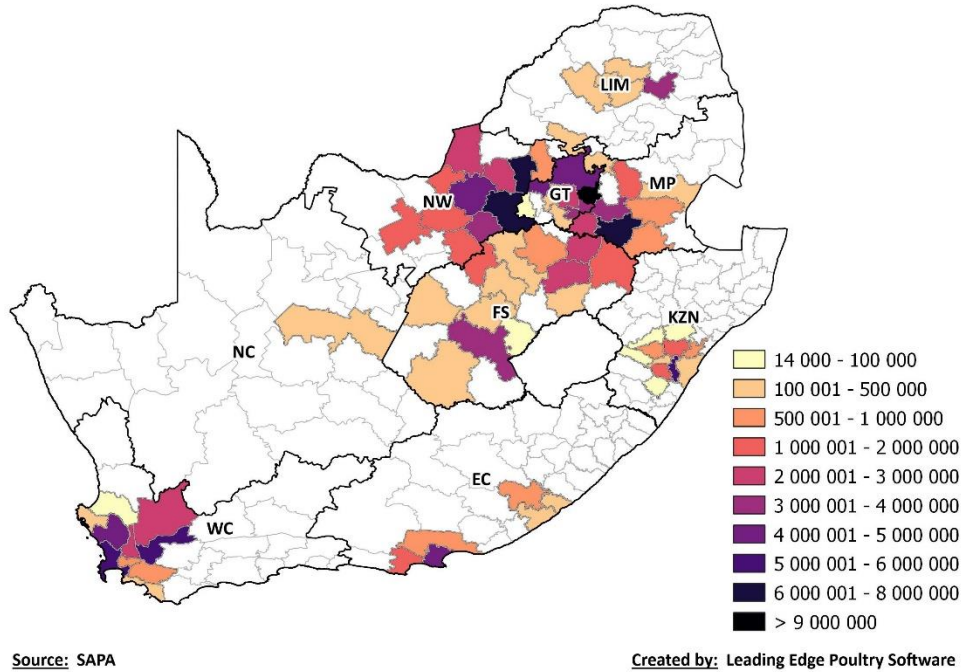 LIM
MP
GT
NW
FS
KZN
NC
EC
WC
14 000 - 100 000
100 001 - 500 000
500 001 - 1 000 000
1 000 001 - 2 000 000
2 000 001 - 3 000 000
3 000 001 - 4 000 000
4 000 001 - 5 000 000
5 000 001 - 6 000 000
6 000 001 - 8 000 000
> 9 000 000
Source: SAPA
Created by: Leading Edge Poultry Software